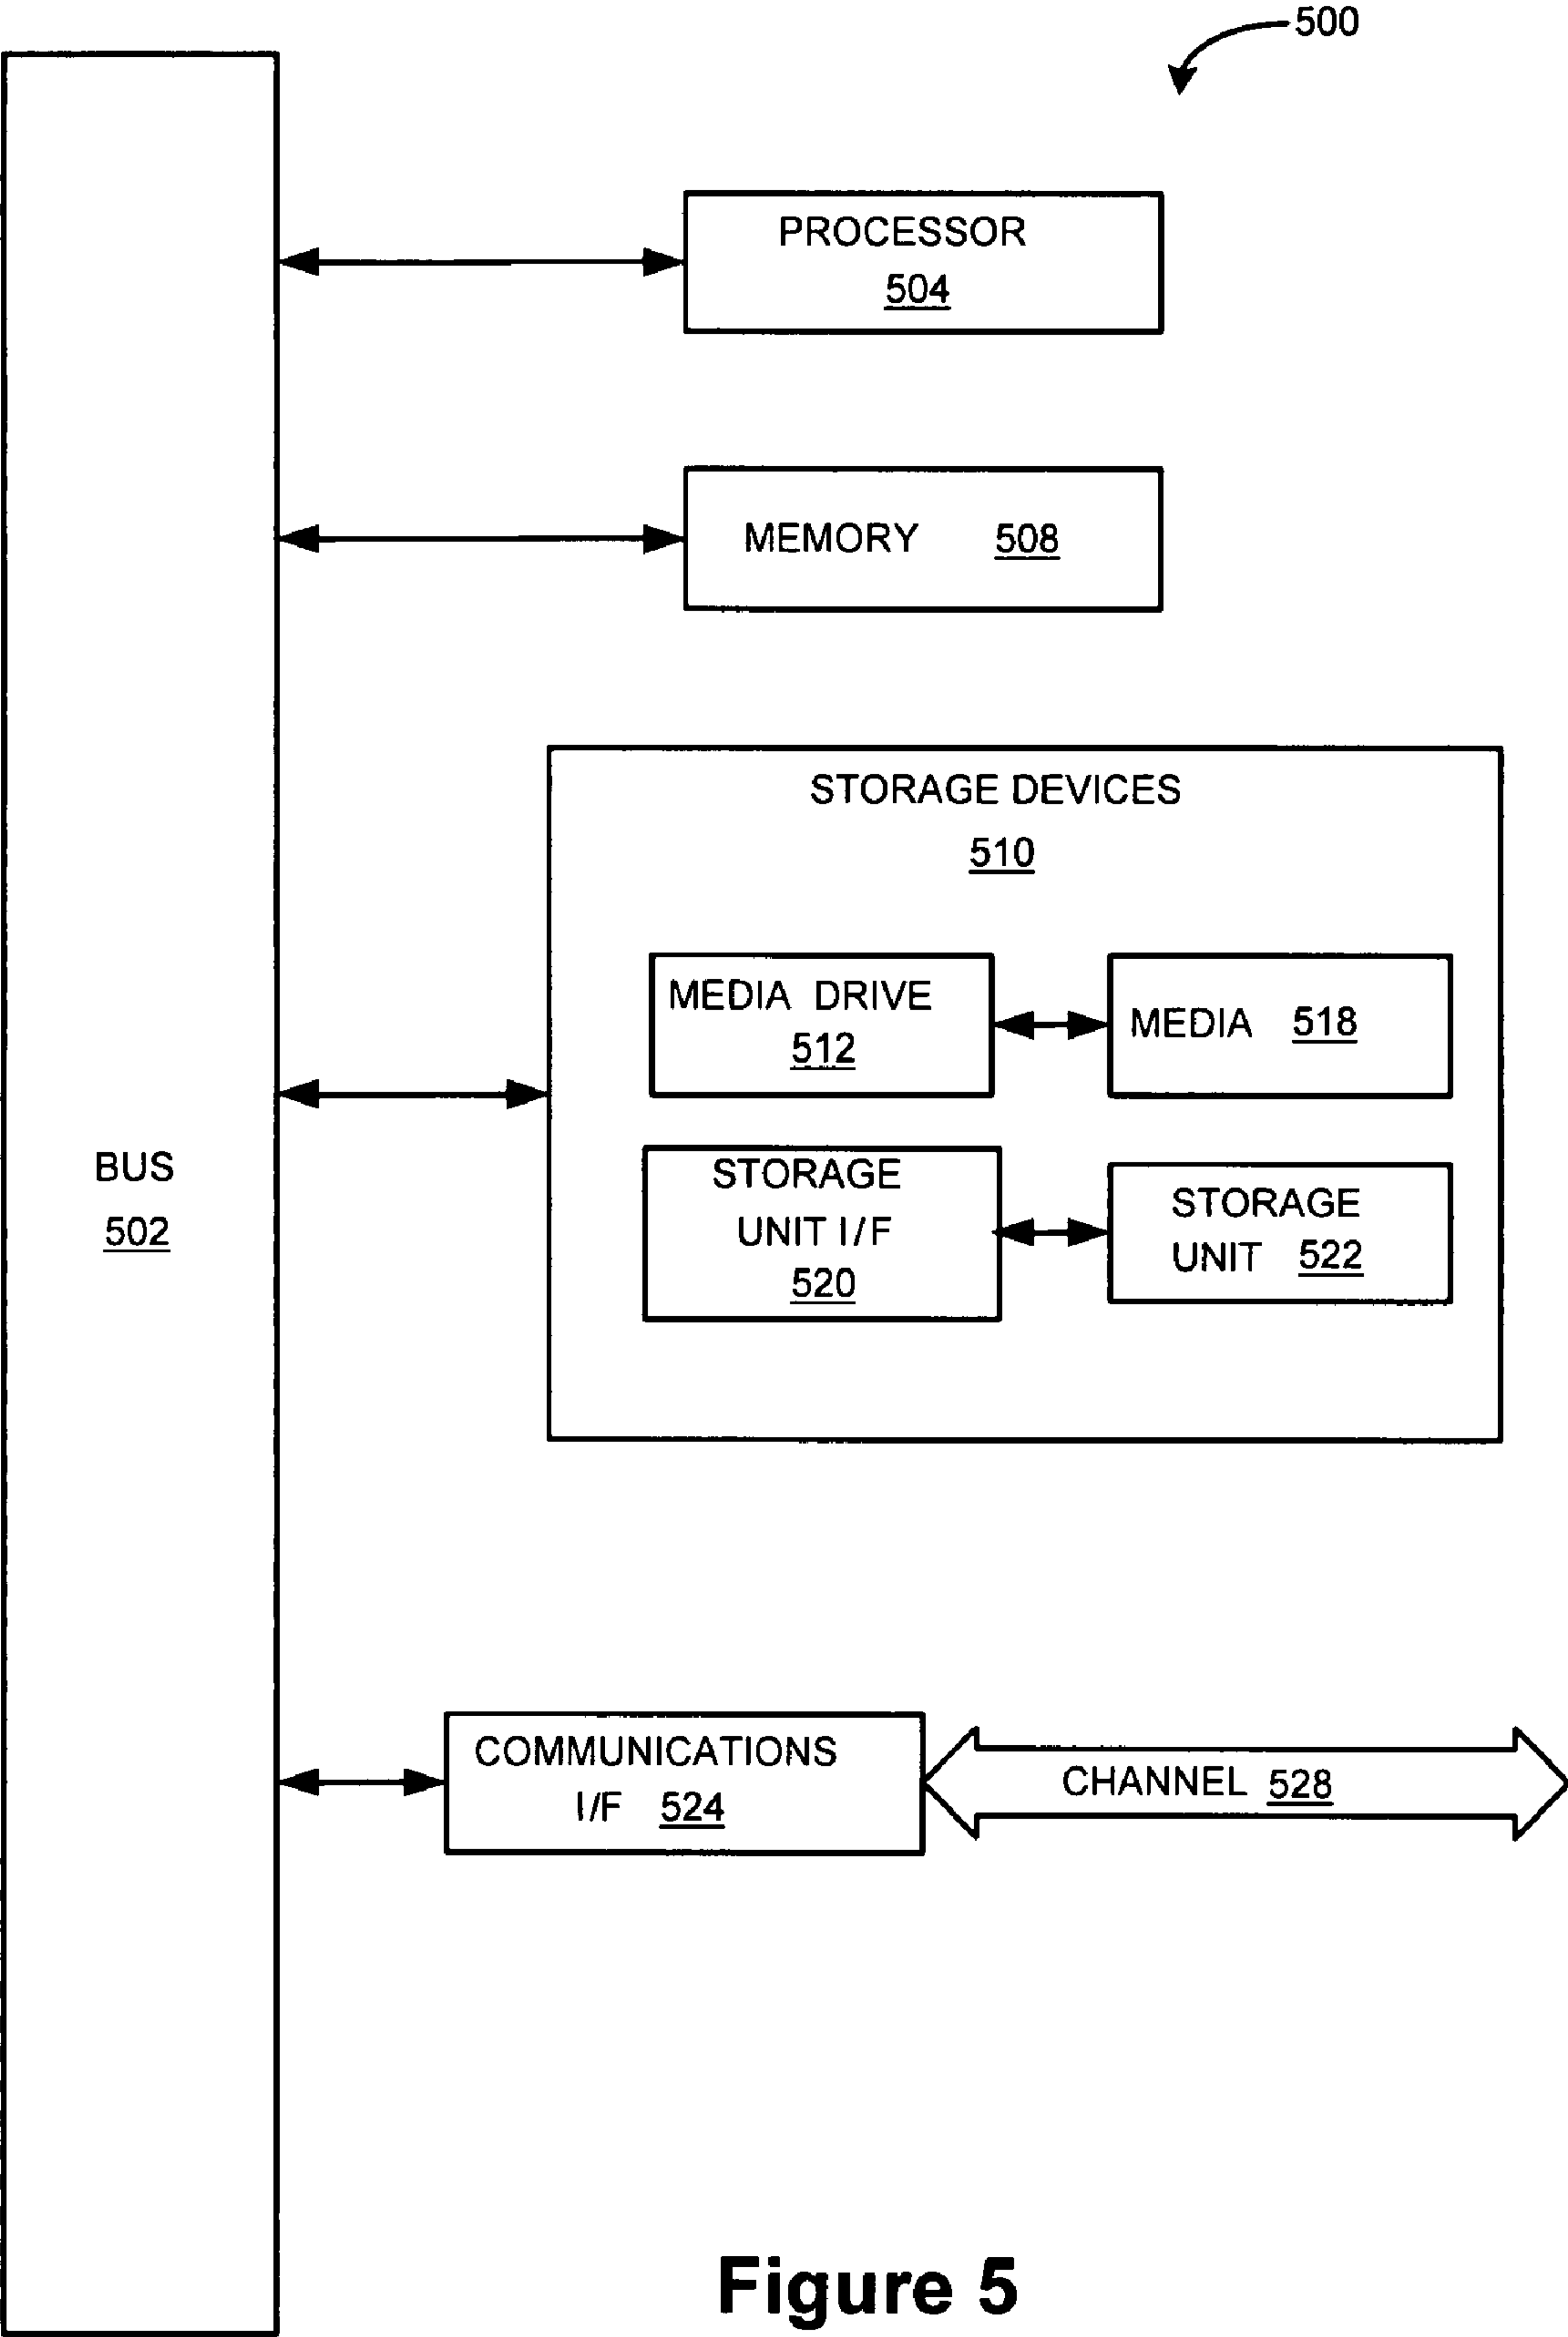 500
PROCESSOR
504
MEMORY 508
STORAGE DEVICES
510
MEDIA DRIVE
512
MEDIA 518
BUS
502
STORAGE
UNIT I/F
520
STORAGE
UNIT 522
COMMUNICATIONS
I/F 524
CHANNEL 528
Figure 5